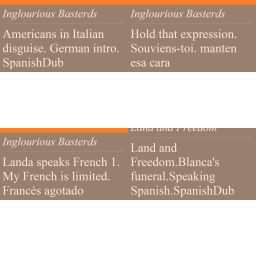 Inglourious Basterds
Americans in Italian
disguise. German intro.
SpanishDub
Inglourious Basterds
Hold that expression.
Souviens-toi. manten
esa cara
Inglourious Basterds
Landa speaks French 1.
My French is limited.
Francés agotado
Land and Freedom
Land and
Freedom.Blanca's
funeral.Speaking
Spanish.SpanishDub